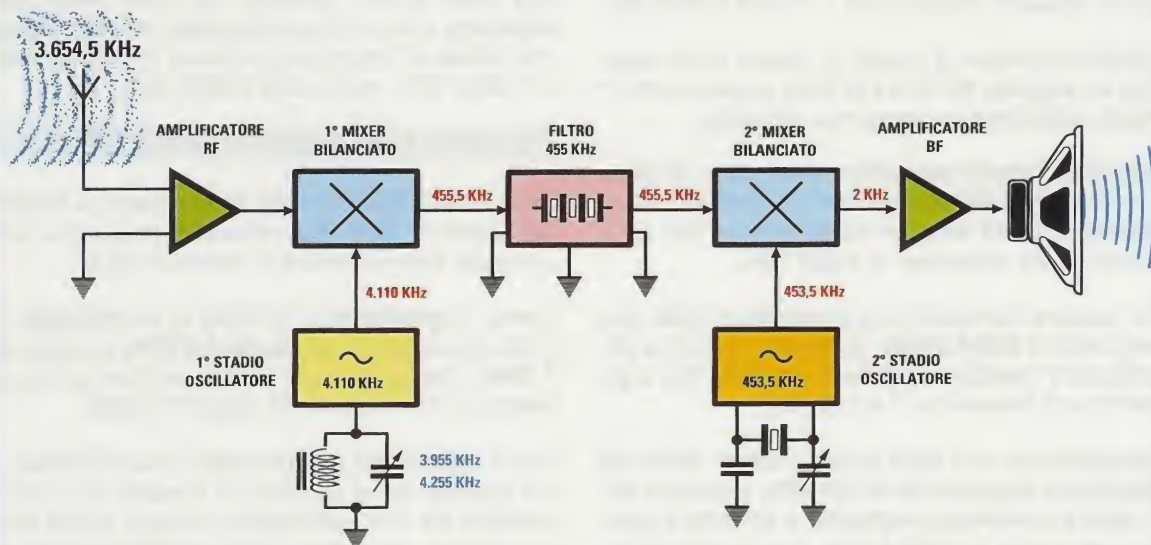 3.654,5 KHz
AMPLIFICATORE
RF
1° MIXER
BILANCIATO
455,5 KHz
FILTRO
455 KHz
455,5 KHz
2° MIXER
BILANCIATO
2 KHz
AMPLIFICATORE
BF
4.110 KHz
453,5 KHz
1° STADIO
OSCILLATORE
4.110 KHz
453,5 KHz
2° STADIO
OSCILLATORE
3.955 KHz
4.255 KHz